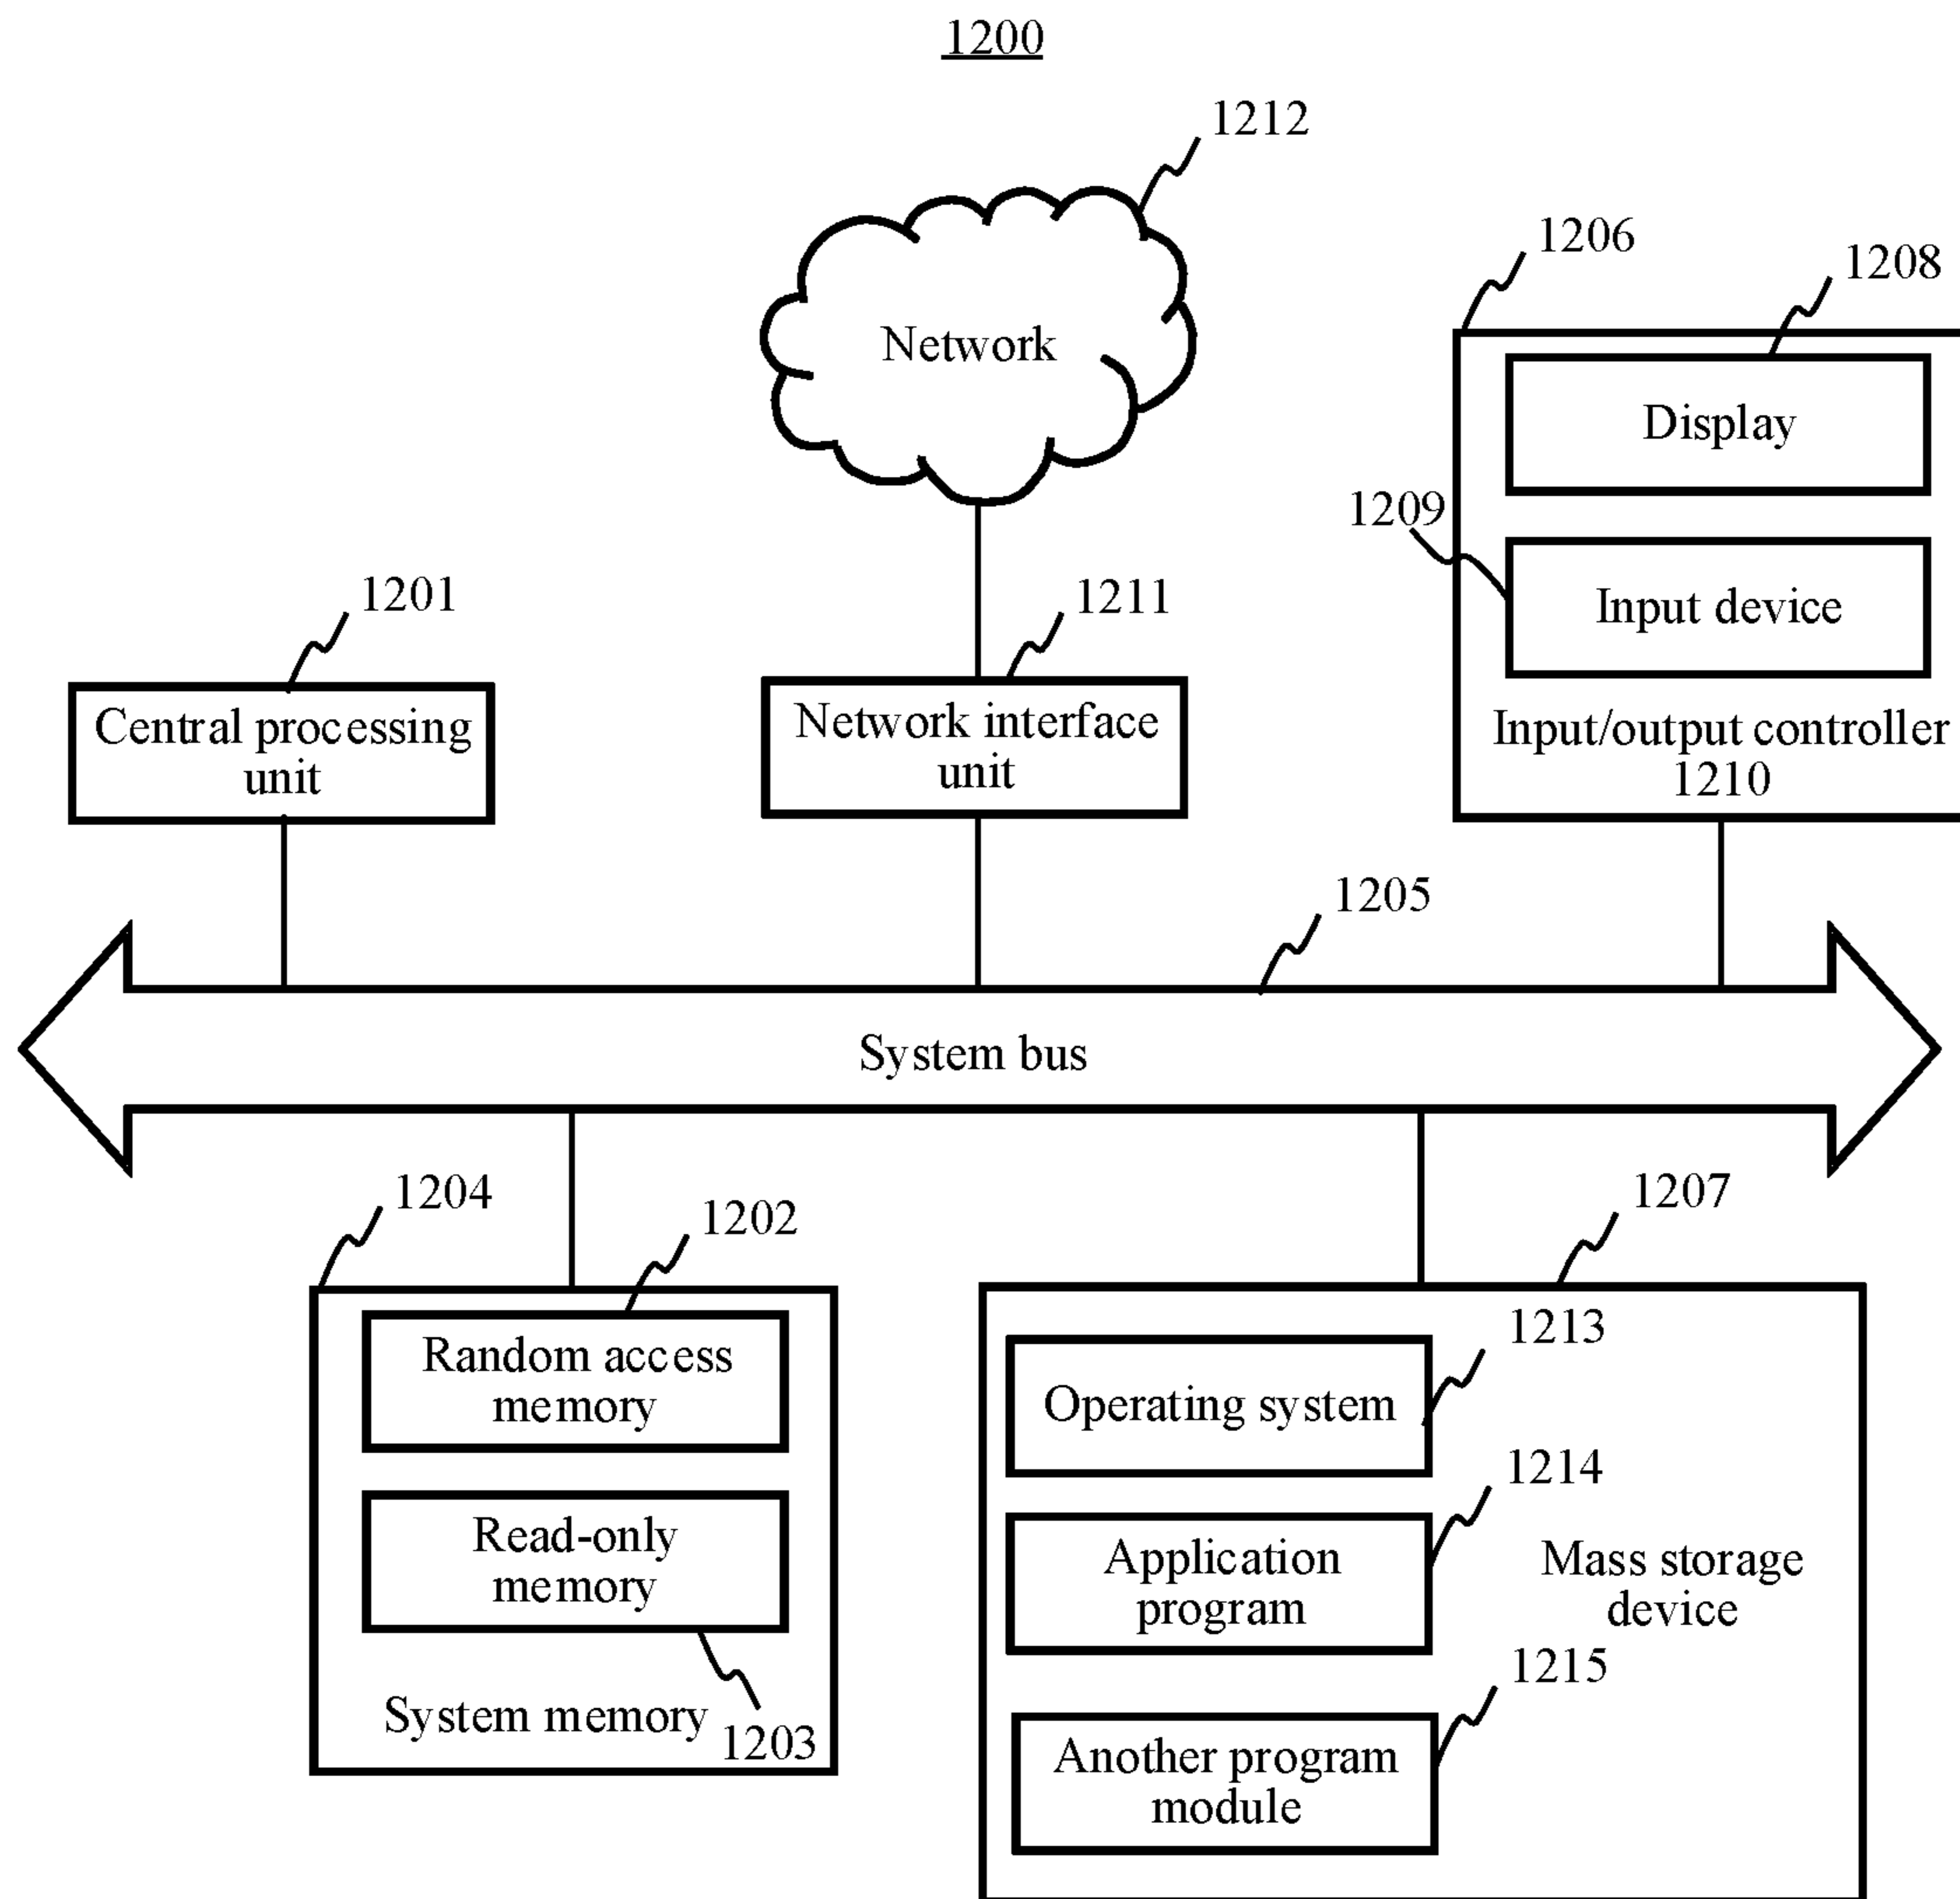 1200
1212
Network
1206
1208
Display
1209
Input device
Input/output controller
1210
1201
Central processing
unit
1211
Network interface
unit
1205
System bus
1204
1202
Random access
memory
Read-only
memory
System memory
1203
1207
1213
Operating system
1214
Application
program
Mass storage
device
1215
Another program
module